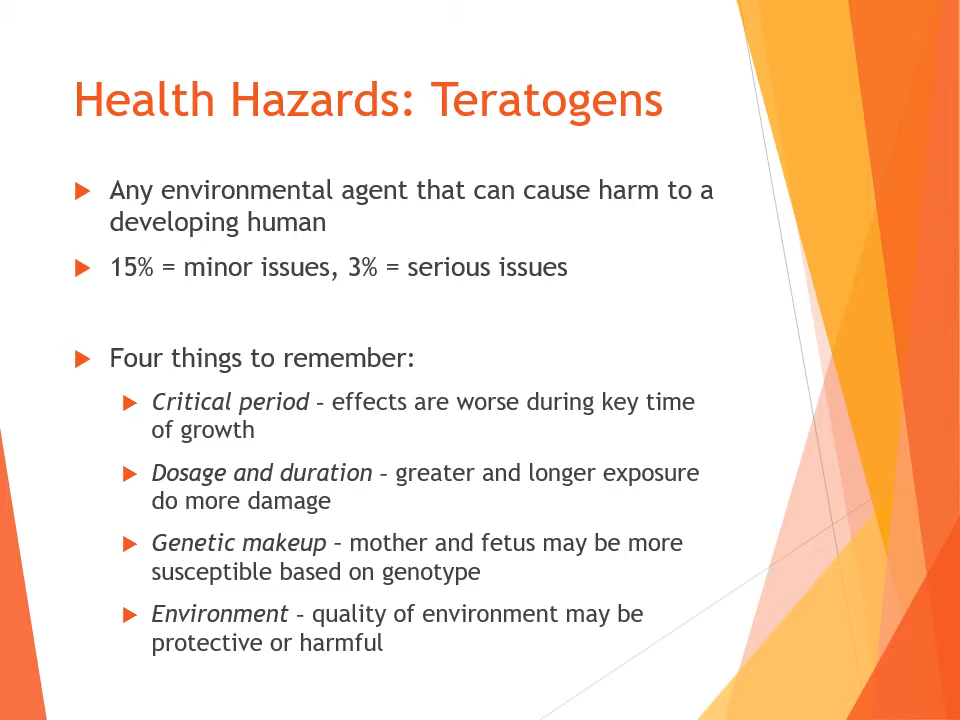 Health Hazards: Teratogens
Any environmental agent that can cause harm to a
developing human
15% = minor issues, 3% = serious issues
Four things to remember:
Critical period – effects are worse during key time
of growth
Dosage and duration – greater and longer exposure
do more damage
Genetic makeup – mother and fetus may be more
susceptible based on genotype
Environment – quality of environment may be
protective or harmful